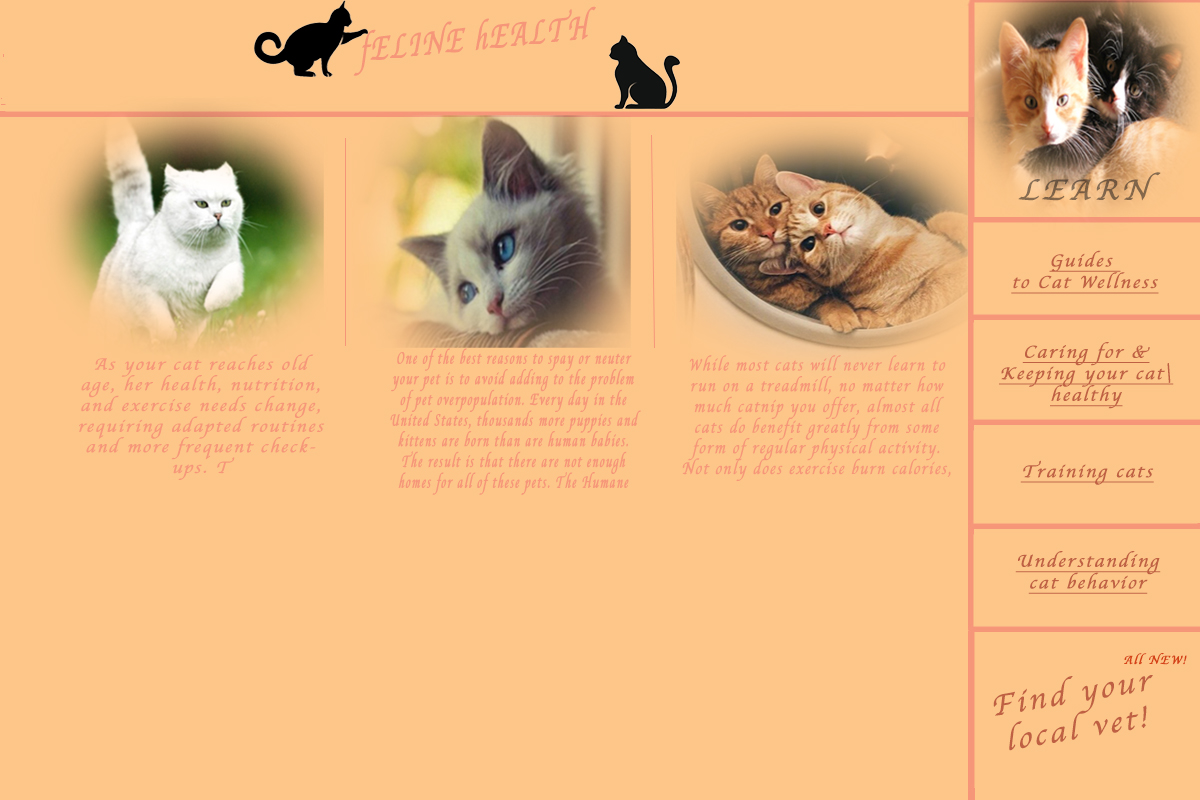 fELINE hEALTH
As your cat reaches old
age, her health, nutrition,
and exercise needs change,
requiring adapted routines
and more frequent check-
ups. T
One of the best reasons to spay or neuter
your pet is to avoid adding to the problem
of pet overpopulation. Every day in the
United States, thousands more puppies and
kittens are born than are human babies.
The result is that there are not enough
homes for all of these pets. The Humane
While most cats will never learn to
run on a treadmill, no matter how
much catnip you offer, almost all
cats do benefit greatly from some
form of regular physical activity.
Not only does exercise burn calories,
LEARN
Guides
to Cat Wellness
Caring for &
Keeping your cat\
healthy
Training cats
Understanding
cat behavior
All NEW!
Find your
local vet!